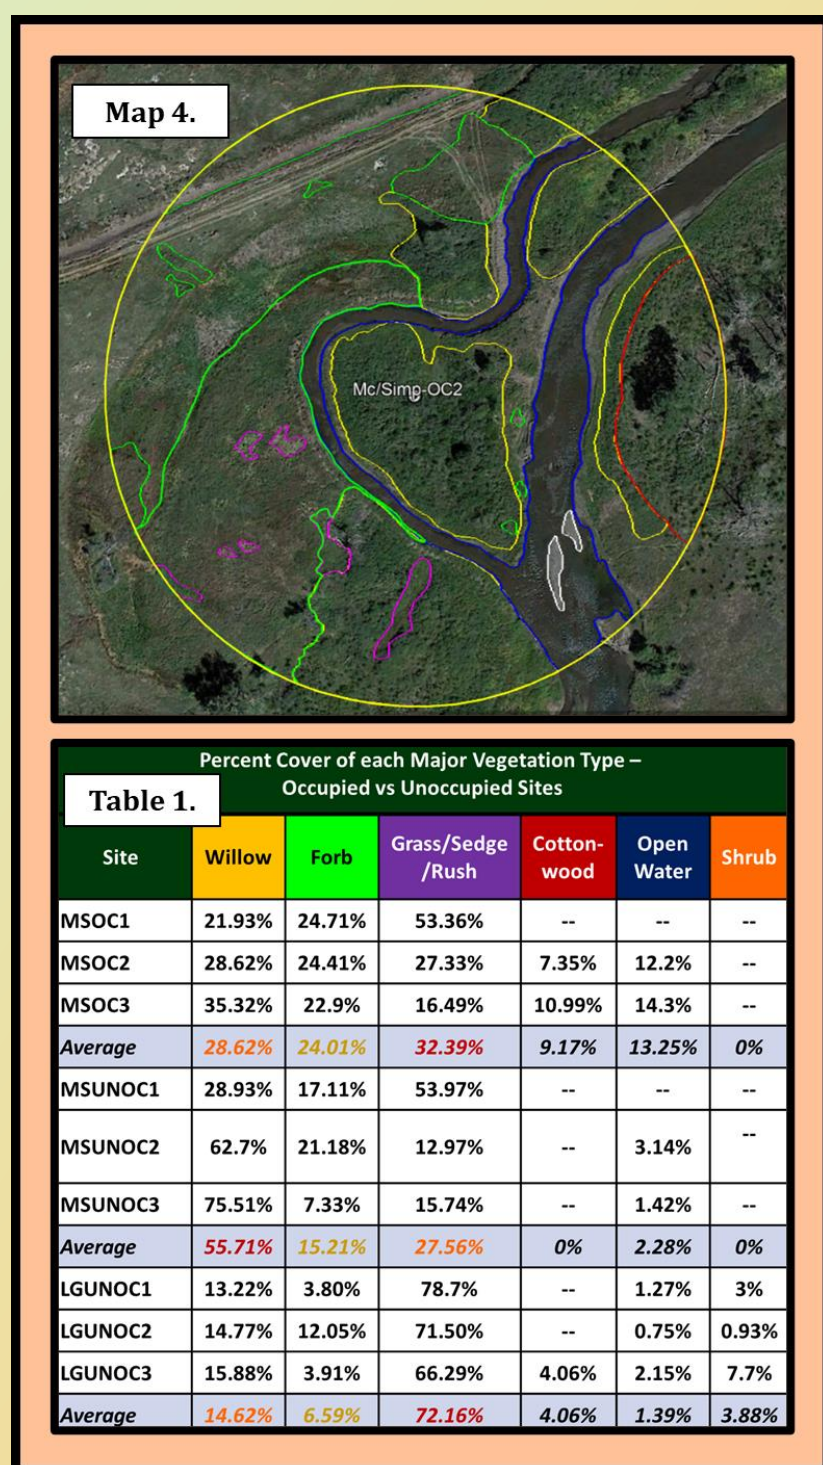 Map 4.
Mc/Simp-OC2
Percent Cover of each Major Vegetation Type –
Occupied vs Unoccupied Sites
Table 1.
Site Willow Forb Grass/Sedge/Rush Cotton-wood Open Water Shrub
MSOC1 21.93% 24.71% 53.36% -- -- --
MSOC2 28.62% 24.41% 27.33% 7.35% 12.2% --
MSOC3 35.32% 22.9% 16.49% 10.99% 14.3% --
Average 28.62% 24.01% 32.39% 9.17% 13.25% 0%
MSUNOC1 28.93% 17.11% 53.97% -- -- --
MSUNOC2 62.7% 21.18% 12.97% -- 3.14% --
MSUNOC3 75.51% 7.33% 15.74% -- 1.42% --
Average 55.71% 15.21% 27.56% 0% 2.28% 0%
LGUNOC1 13.22% 3.80% 78.7% -- 1.27% 3%
LGUNOC2 14.77% 12.05% 71.50% -- 0.75% 0.93%
LGUNOC3 15.88% 3.91% 66.29% 4.06% 2.15% 7.7%
Average 14.62% 6.59% 72.16% 4.06% 1.39% 3.88%